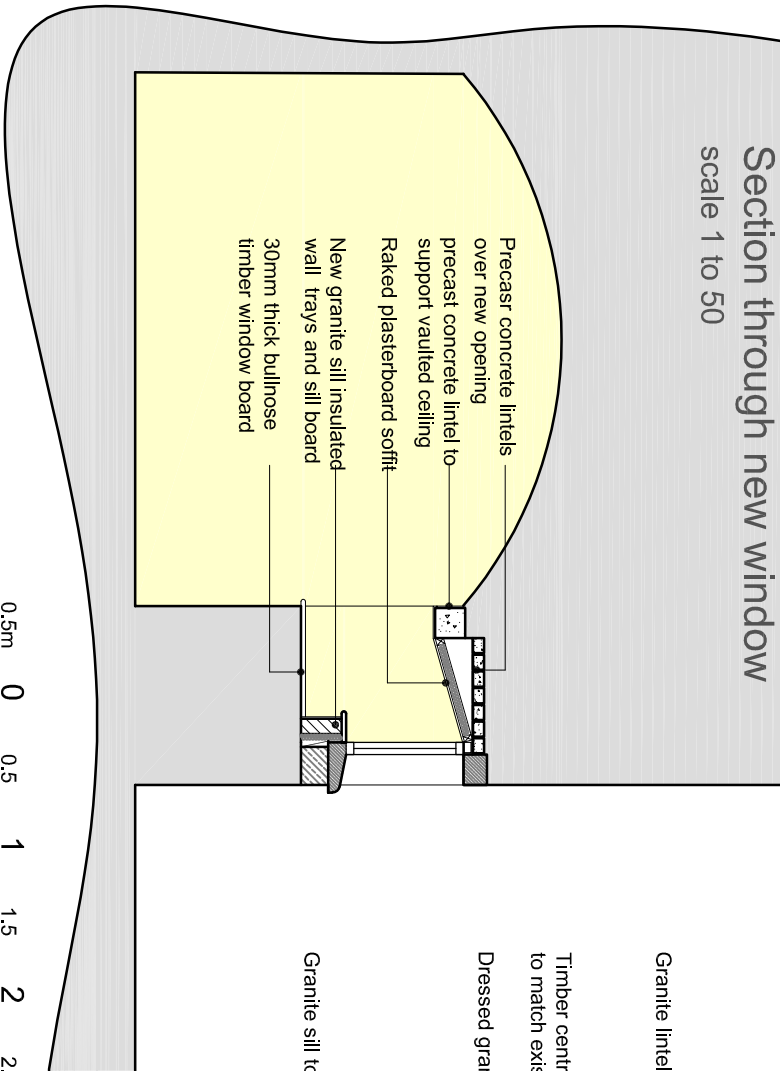 Section through new window
scale 1 to 50
Precasr concrete lintels
over new opening
precast concrete lintel to
support vaulted ceiling
Raked plasterboard soffit
New granite sill insulated
wall trays and sill board
30mm thick bullnose
timber window board
Granite lintel
Timber centr
to match exis
Dressed gran
Granite sill to
0.5m 0 0.5 1 1.5 2 2.